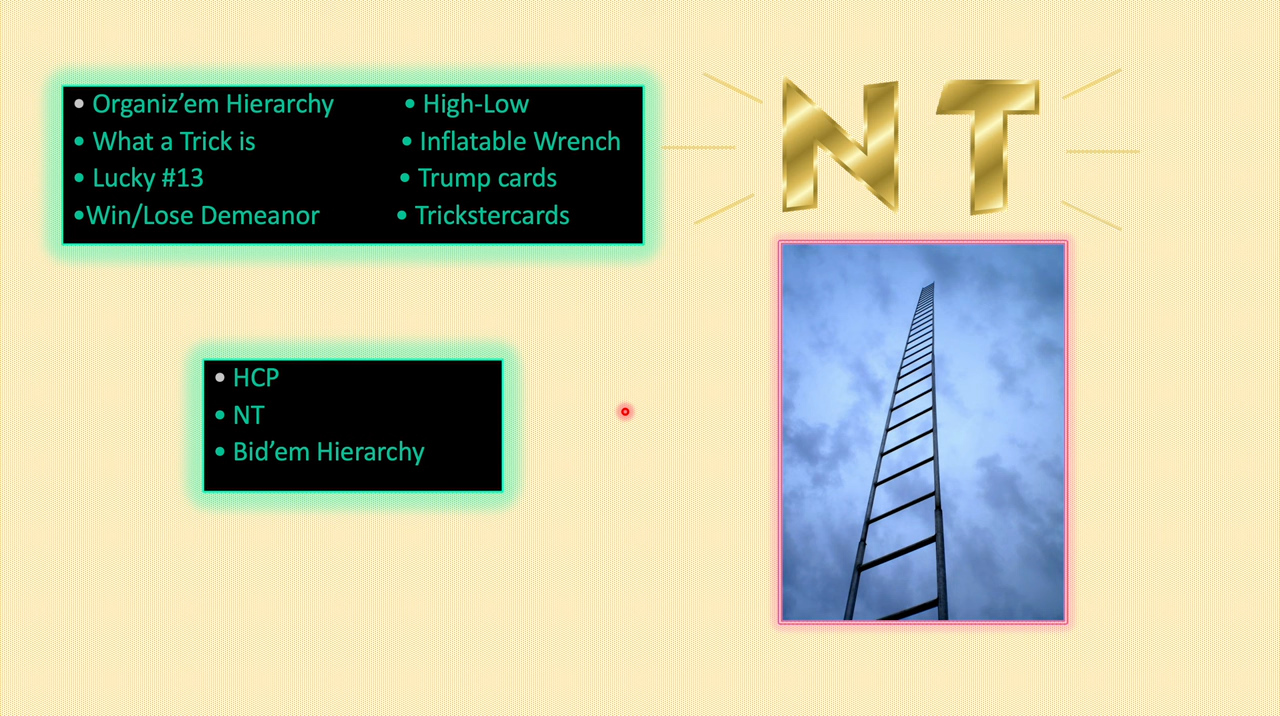 • Organiz'em Hierarchy
• What a Trick is
• Lucky #13
•Win/Lose Demeanor
• High-Low
• Inflatable Wrench
• Trump cards
• Trickstercards
NT
• HCP
• NT
• Bid'em Hierarchy